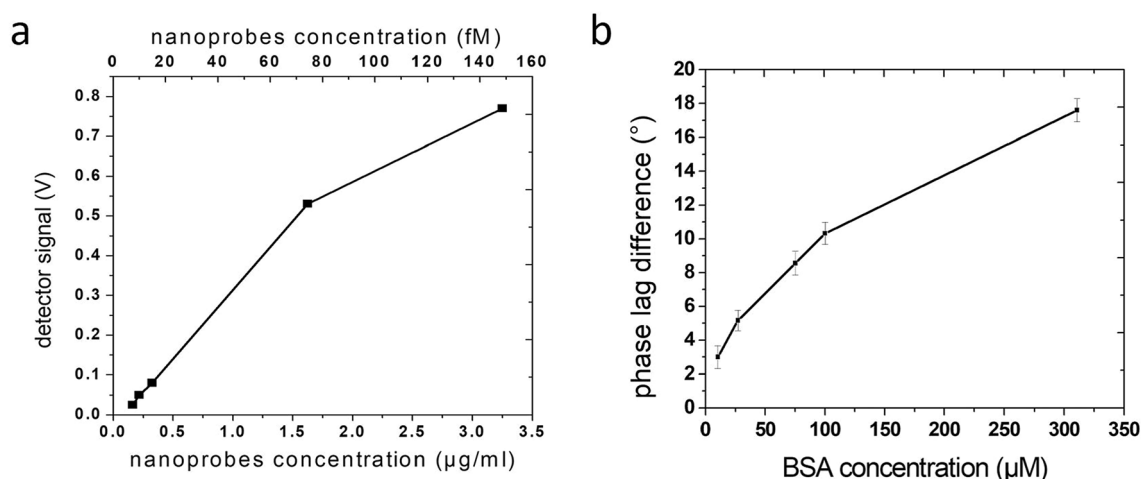 a
nanoprobes concentration (fM)
0 20 40 60 80 100 120 140 160
0.8
0.7
0.6
0.5
0.4
0.3
0.2
0.1
0.0
detector signal (V)
0.0 0.5 1.0 1.5 2.0 2.5 3.0 3.5
nanoprobes concentration (µg/ml)
b
20
18
16
14
12
10
8
6
4
2
0
phase lag difference (°)
0 50 100 150 200 250 300 350
BSA concentration (µM)